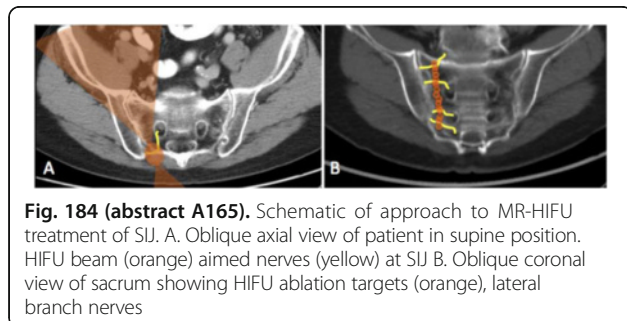 A
B
Fig. 184 (abstract A165). Schematic of approach to MR-HIFU
treatment of SIJ. A. Oblique axial view of patient in supine position.
HIFU beam (orange) aimed nerves (yellow) at SIJ B. Oblique coronal
view of sacrum showing HIFU ablation targets (orange), lateral
branch nerves